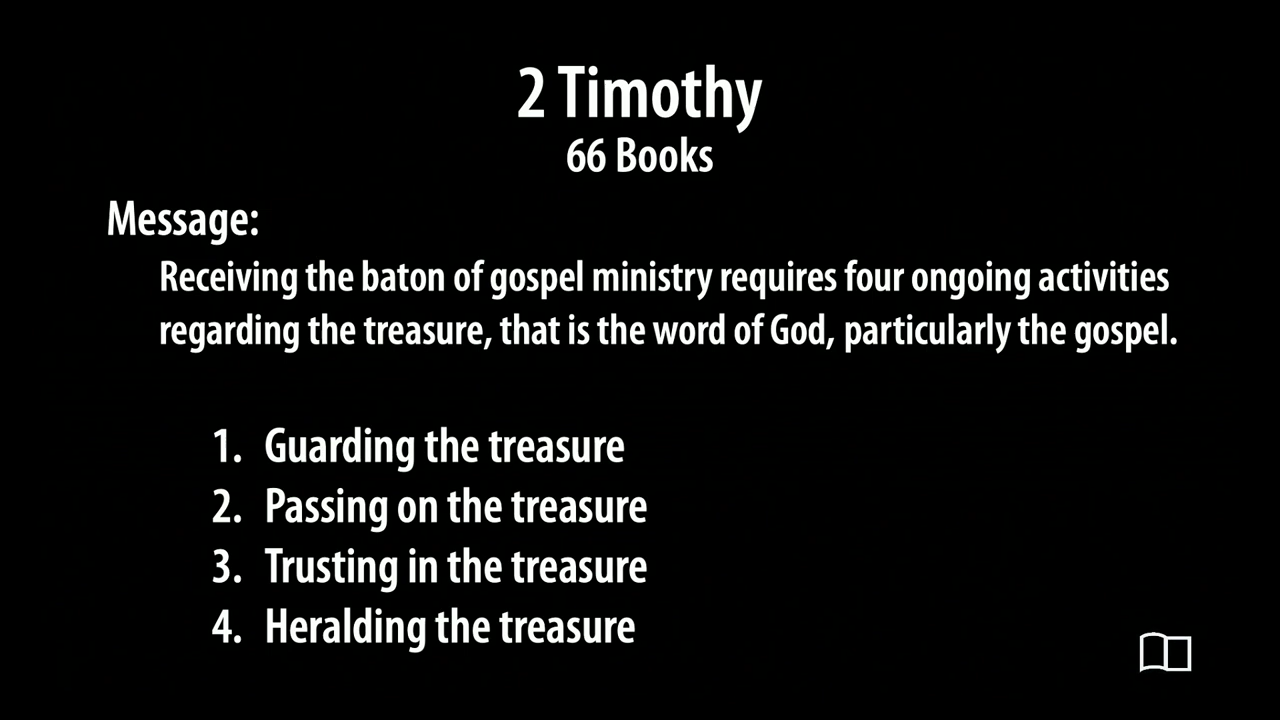 2 Timothy
66 Books
Message:
Receiving the baton of gospel ministry requires four ongoing activities
regarding the treasure, that is the word of God, particularly the gospel.
1. Guarding the treasure
2. Passing on the treasure
3. Trusting in the treasure
4. Heralding the treasure